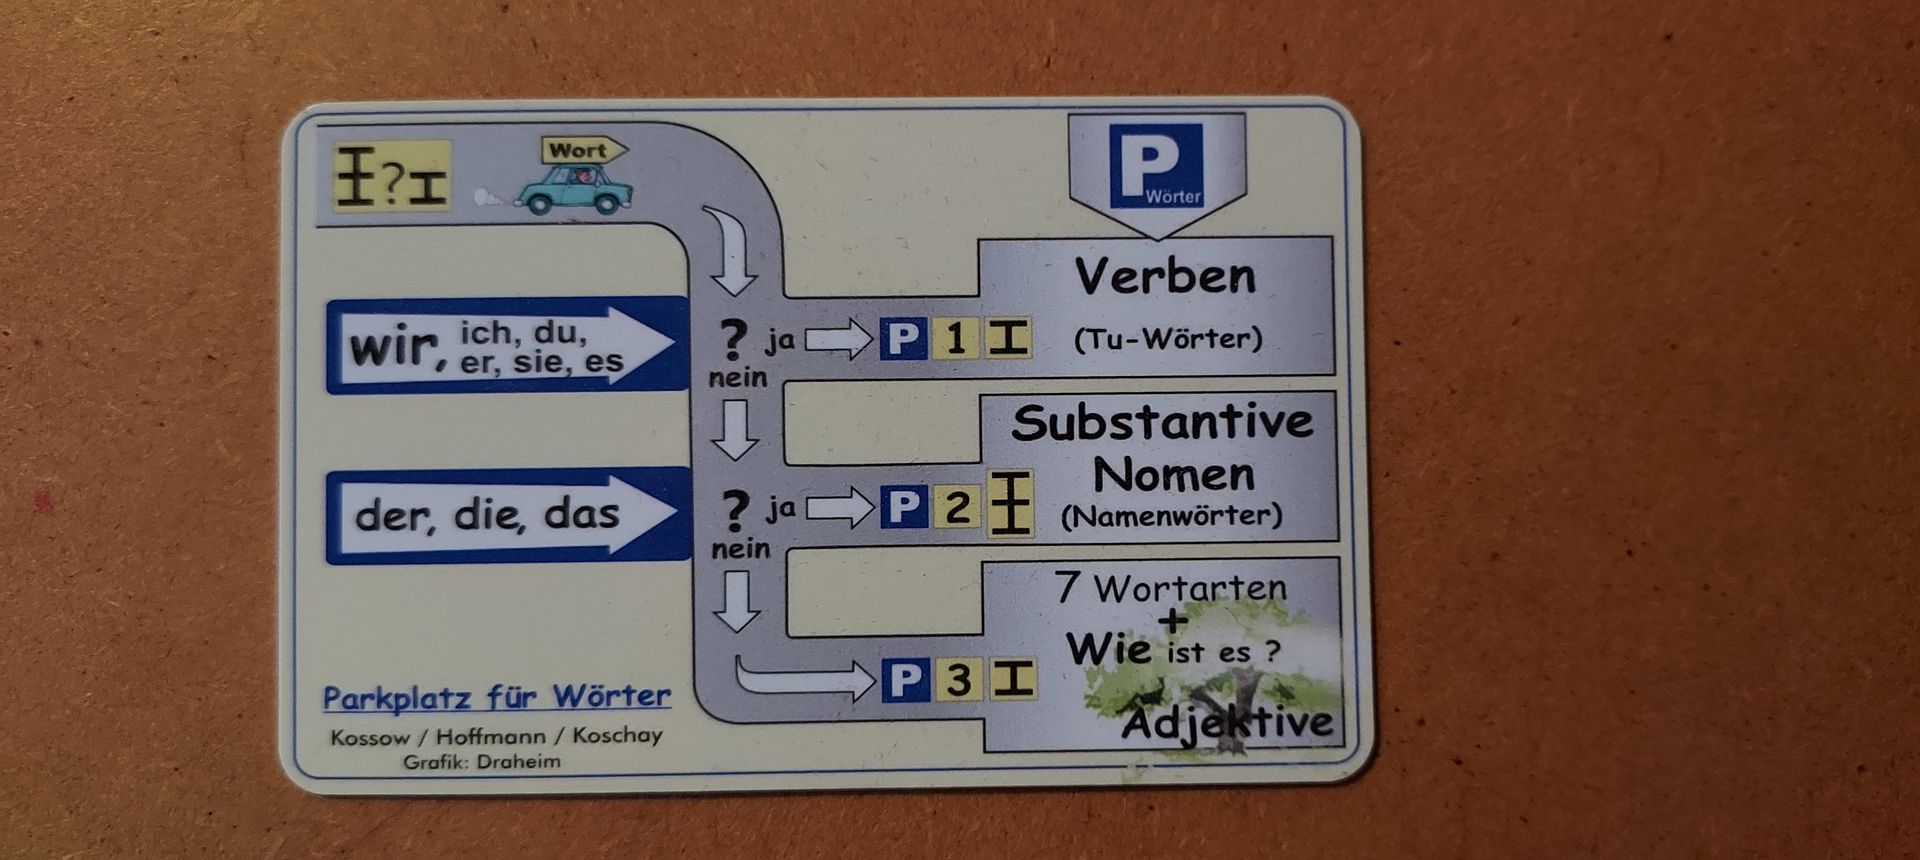 ?
Wort
P
Wörter
wir, ich, du,
er, sie, es
? ja
nein
P 1
Verben
(Tu-Wörter)
der, die, das
? ja
nein
P 2
Substantive
Nomen
(Namenwörter)
P 3
7 Wortarten
+
Wie ist es ?
Adjektive
Parkplatz für Wörter
Kossow / Hoffmann / Koschay
Grafik: Draheim